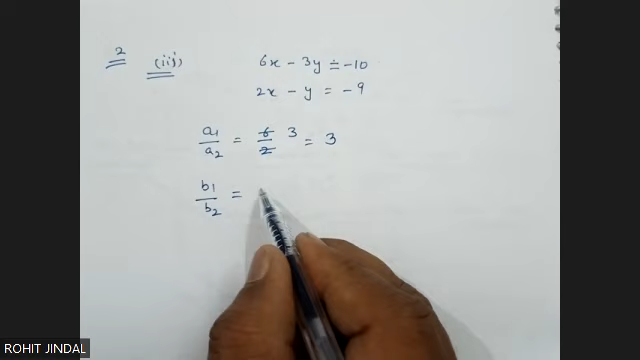 2 (iii) 6x - 3y = -10
2x - y = -9
a1/a2 = 6/2 3 = 3
b1/b2 =
ROHIT JINDAL